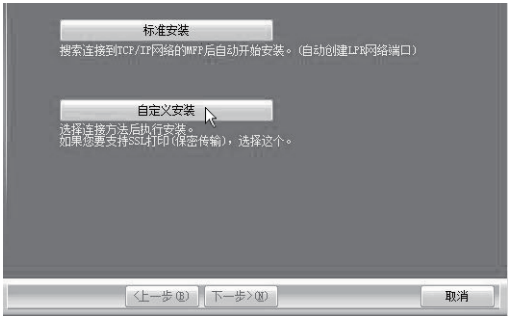 标准安装
搜索连接到TCP/IP网络的MFP后自动开始安装。(自动创建LPR网络端口)
自定义安装
选择连接方法后执行安装。
如果您要支持SSL打印(保密传输),选择这个。
<上一步(B) 下一步>(N) 取消